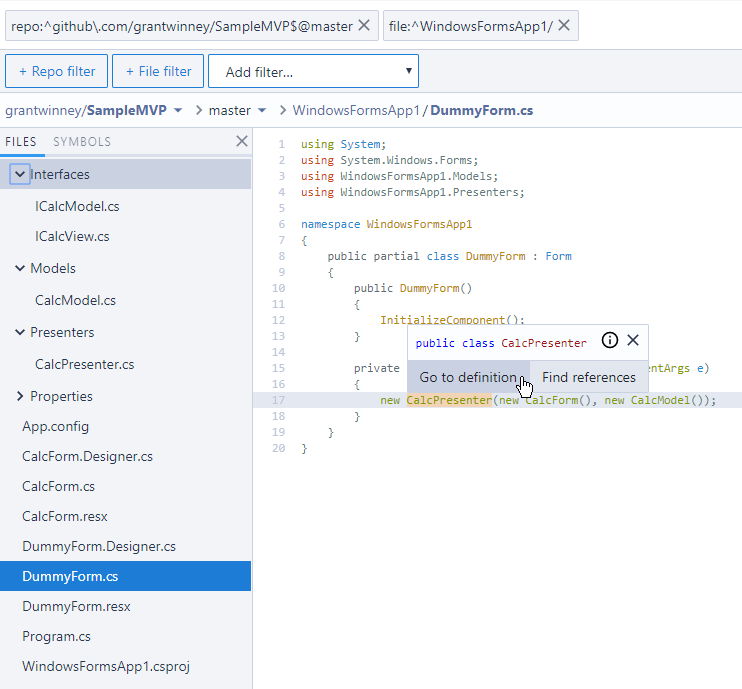 repo:^github\.com/grantwinney/SampleMVP$@master
file:^WindowsFormsApp1/
+ Repo filter
+ File filter
Add filter...
grantwinney/SampleMVP
master
WindowsFormsApp1/DummyForm.cs
FILES
SYMBOLS
Interfaces
ICalcModel.cs
ICalcView.cs
Models
CalcModel.cs
Presenters
CalcPresenter.cs
Properties
App.config
CalcForm.Designer.cs
CalcForm.cs
CalcForm.resx
DummyForm.Designer.cs
DummyForm.cs
DummyForm.resx
Program.cs
WindowsFormsApp1.csproj
1 using System;
2 using System.Windows.Forms;
3 using WindowsFormsApp1.Models;
4 using WindowsFormsApp1.Presenters;
5
6 namespace WindowsFormsApp1
7 {
8 public partial class DummyForm : Form
9 {
10 public DummyForm()
11 {
12 InitializeComponent();
13 }
14
public class CalcPresenter
Go to definition
Find references
15 private entArgs e)
16 {
17 new CalcPresenter(new CalcForm(), new CalcModel());
18 }
19 }
20 }